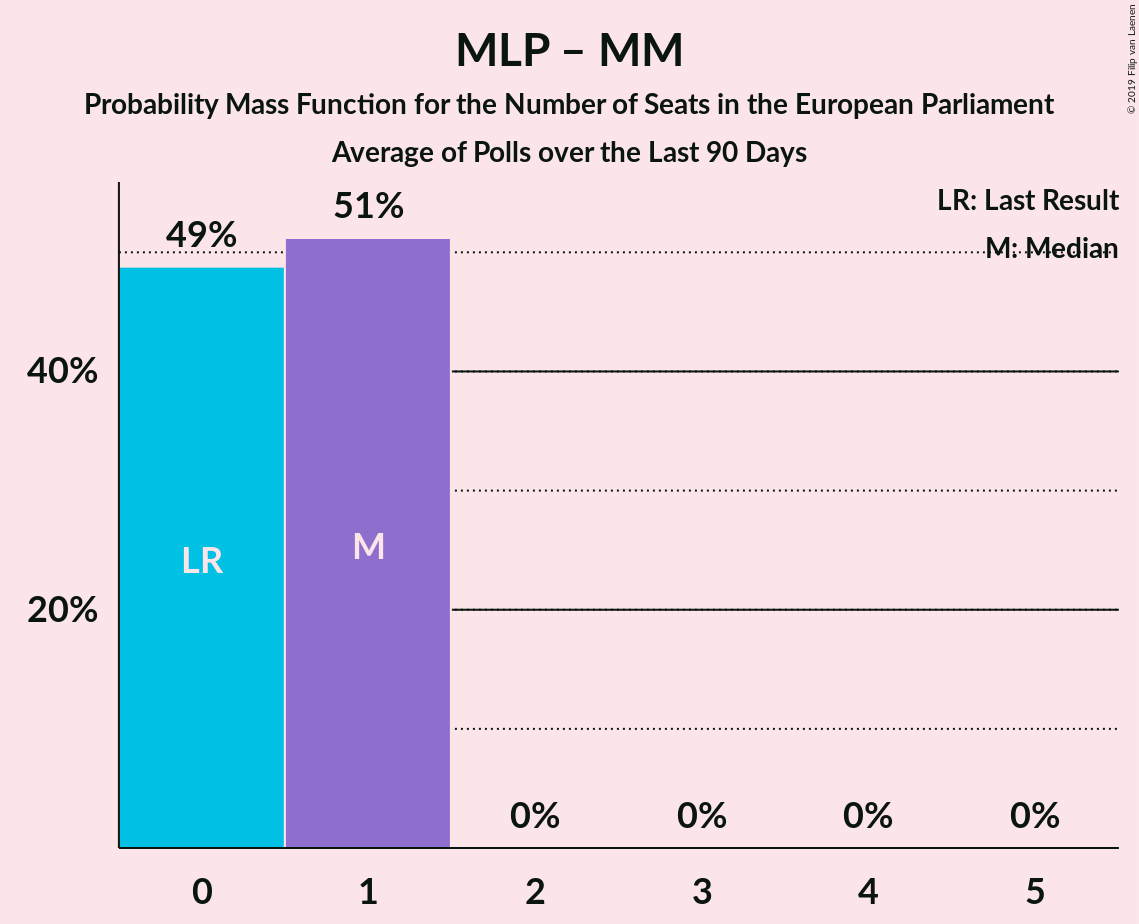 MLP – MM
Probability Mass Function for the Number of Seats in the European Parliament
Average of Polls over the Last 90 Days
© 2019 Filip van Laenen
LR: Last Result
M: Median
49%
51%
40%
20%
LR
M
0%
0%
0%
0%
0
1
2
3
4
5